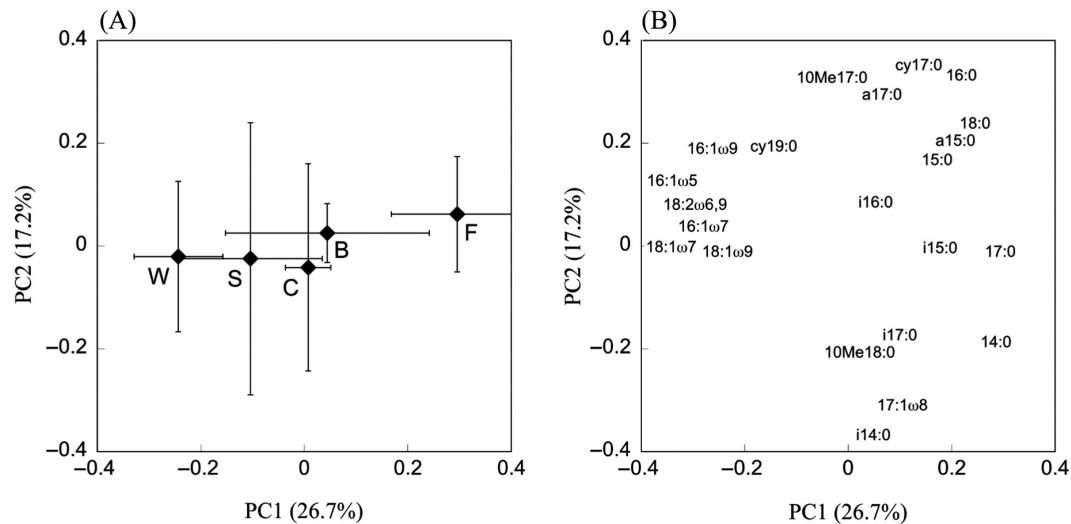 (A)
0.4
0.2
0
−0.2
−0.4
PC2 (17.2%)
W
S
C
B
F
−0.4
−0.2
0
0.2
0.4
PC1 (26.7%)
(B)
0.4
0.2
0
−0.2
−0.4
PC2 (17.2%)
cy17:0
10Me17:0
16:0
a17:0
18:0
a15:0
16:1ω9
cy19:0
15:0
16:1ω5
18:2ω6,9
i16:0
16:1ω7
18:1ω7
18:1ω9
i15:0
17:0
i17:0
10Me18:0
14:0
17:1ω8
i14:0
−0.4
−0.2
0
0.2
0.4
PC1 (26.7%)